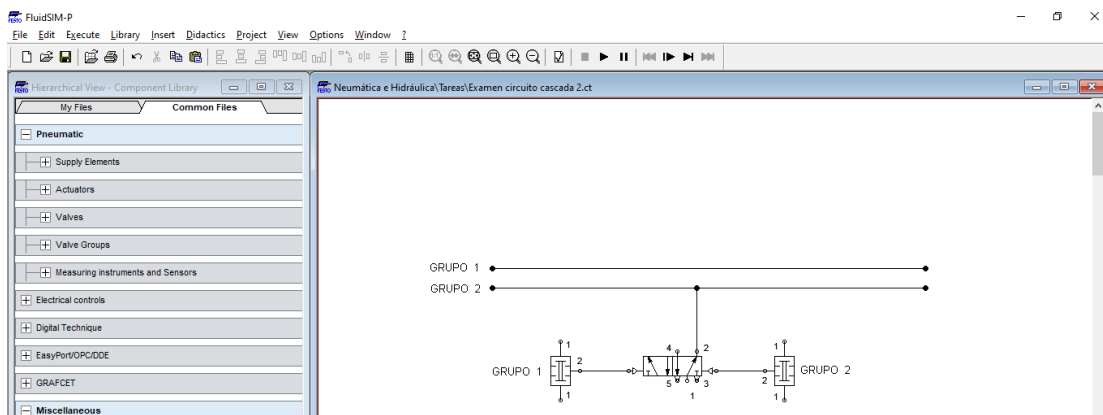 FluidSIM-P
File Edit Execute Library Insert Didactics Project View Options Window ?
Hierarchical View - Component Library
Neumática e Hidráulica\Tareas\Examen circuito cascada 2.ct
My Files Common Files
Pneumatic
Supply Elements
Actuators
Valves
Valve Groups
Measuring instruments and Sensors
Electrical controls
Digital Technique
EasyPort/OPC/DDE
GRAFCET
Miscellaneous
GRUPO 1
GRUPO 2
1 4 2 1
GRUPO 1 2 2 GRUPO 2
5 3
1 1 1